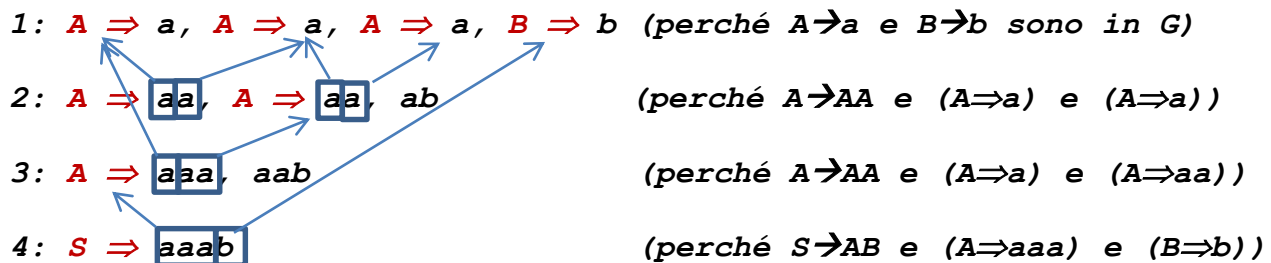 1: A ⇒ a, A ⇒ a, A ⇒ a, B ⇒ b (perché A→a e B→b sono in G)
2: A ⇒ aa, A ⇒ aa, ab (perché A→AA e (A⇒a) e (A⇒a))
3: A ⇒ aaa, aab (perché A→AA e (A⇒a) e (A⇒aa))
4: S ⇒ aaab (perché S→AB e (A⇒aaa) e (B⇒b))